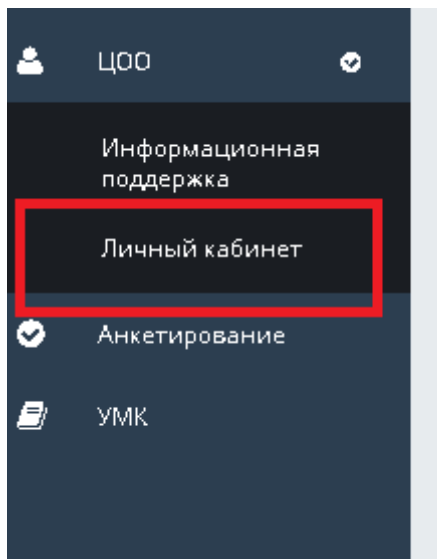 ЦОО
Информационная
поддержка
Личный кабинет
Анкетирование
УМК